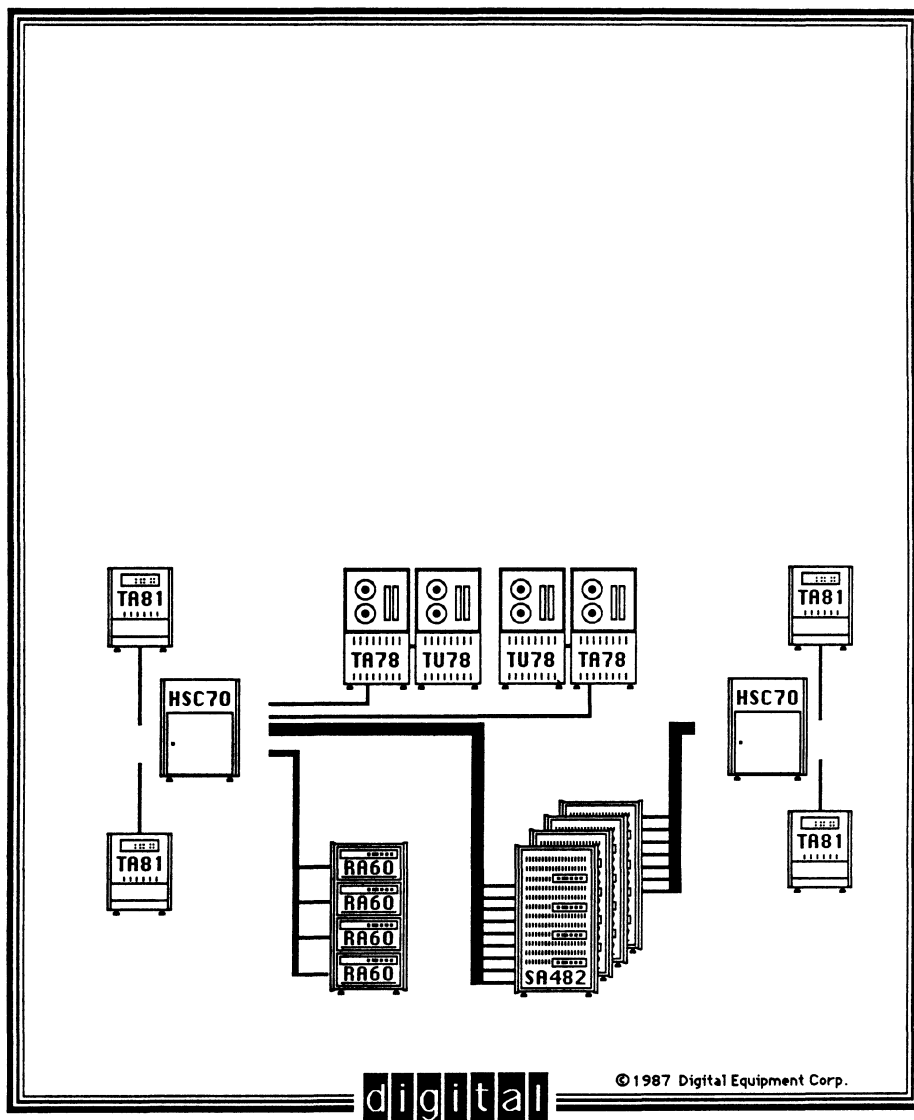 TA81
TA78 TU78 TU78 TA78
TA81
HSC70
HSC70
TA81
TA81
RA60
RA60
RA60
RA60
SA482
© 1987 Digital Equipment Corp.
digital